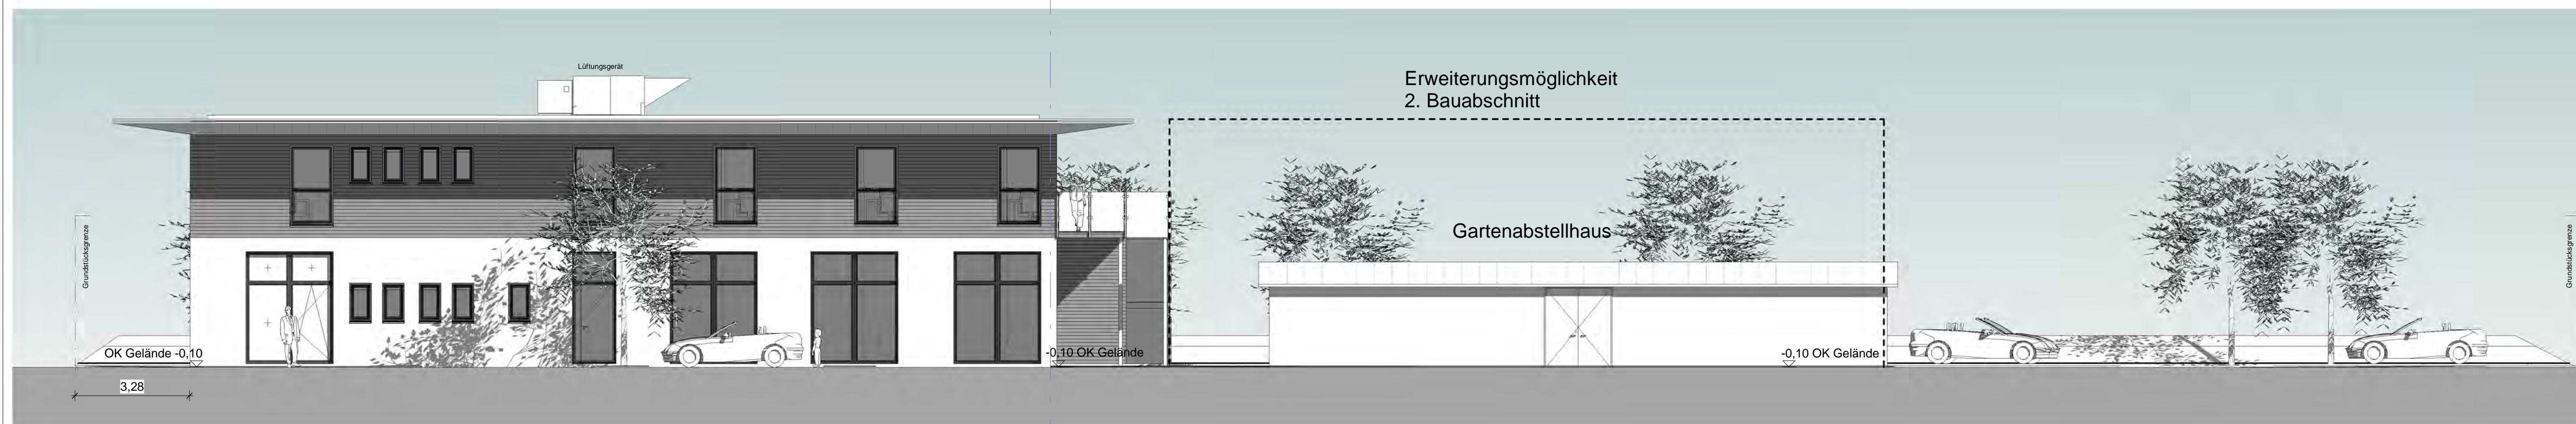 Lüftungsgerät
Erweiterungsmöglichkeit
2. Bauabschnitt
Grundstücksgrenze
Gartenabstellhaus
Grundstücksgrenze
OK Gelände -0,10
-0,10 OK Gelände
-0,10 OK Gelände
3,28